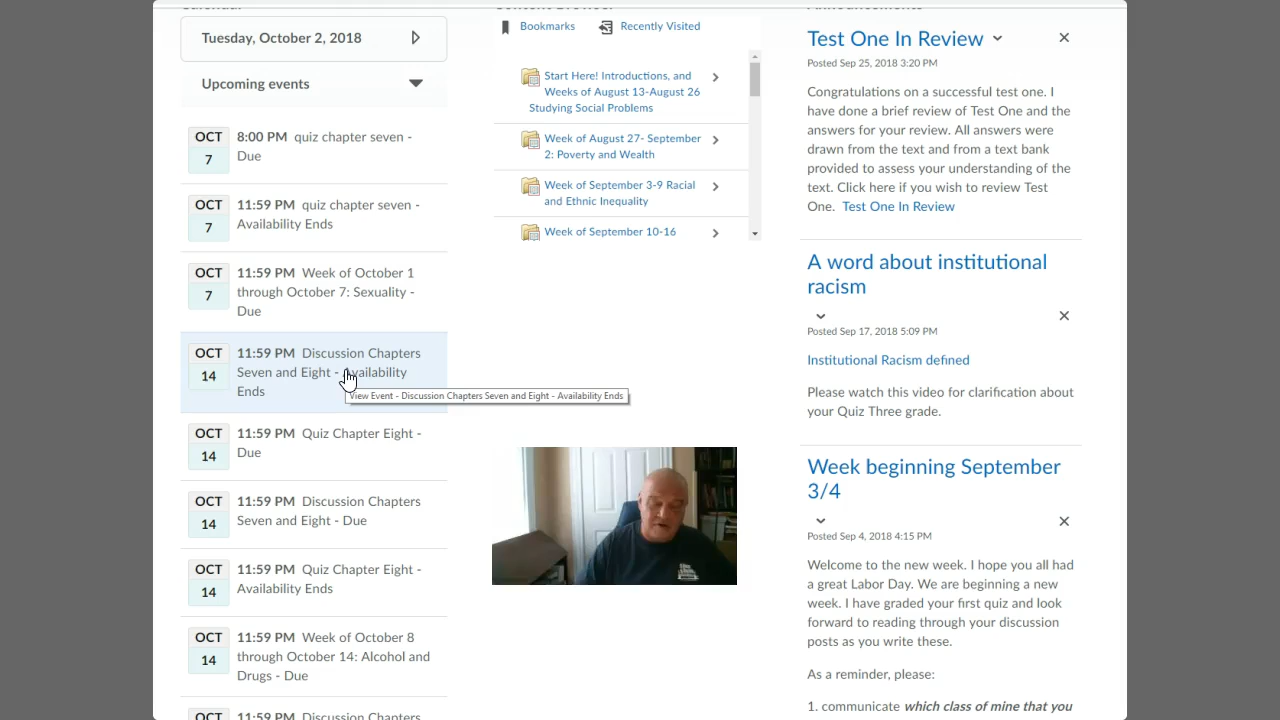 Tuesday, October 2, 2018
Upcoming events
OCT
7
8:00 PM quiz chapter seven -
Due
OCT
7
11:59 PM quiz chapter seven -
Availability Ends
OCT
7
11:59 PM Week of October 1
through October 7: Sexuality -
Due
OCT
14
11:59 PM Discussion Chapters
Seven and Eight - Availability
Ends
View Event - Discussion Chapters Seven and Eight - Availability Ends
OCT
14
11:59 PM Quiz Chapter Eight -
Due
OCT
14
11:59 PM Discussion Chapters
Seven and Eight - Due
OCT
14
11:59 PM Quiz Chapter Eight -
Availability Ends
OCT
14
11:59 PM Week of October 8
through October 14: Alcohol and
Drugs - Due
OCT
11:59 PM Discussion Chapters
Bookmarks
Recently Visited
Start Here! Introductions, and
Weeks of August 13-August 26
Studying Social Problems
Week of August 27- September
2: Poverty and Wealth
Week of September 3-9 Racial
and Ethnic Inequality
Week of September 10-16
Test One In Review
Posted Sep 25, 2018 3:20 PM
Congratulations on a successful test one. I
have done a brief review of Test One and the
answers for your review. All answers were
drawn from the text and from a text bank
provided to assess your understanding of the
text. Click here if you wish to review Test
One. Test One In Review
A word about institutional
racism
Posted Sep 17, 2018 5:09 PM
Institutional Racism defined
Please watch this video for clarification about
your Quiz Three grade.
Week beginning September
3/4
Posted Sep 4, 2018 4:15 PM
Welcome to the new week. I hope you all had
a great Labor Day. We are beginning a new
week. I have graded your first quiz and look
forward to reading through your discussion
posts as you write these.
As a reminder, please:
1. communicate which class of mine that you